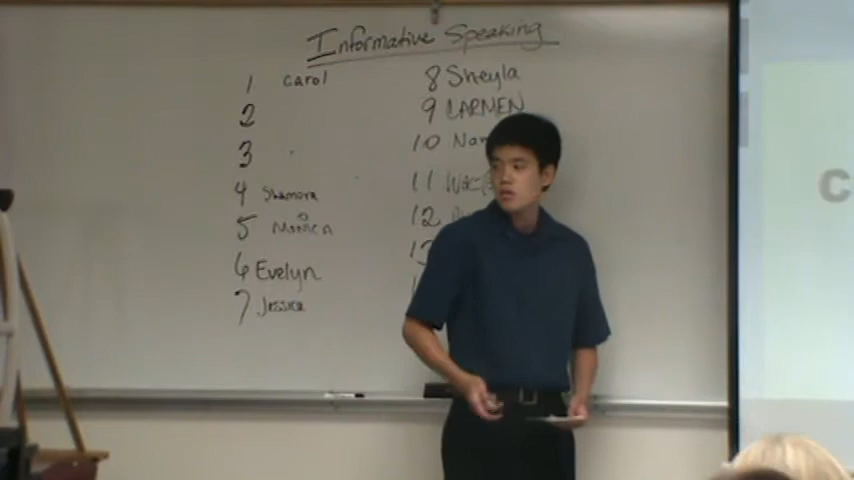 Informative Speaking
1 Carol
2
3
4 Shamora
5 Monica
6 Evelyn
7 Jessica
8 Sheyla
9 CARMEN
10
11
12
C